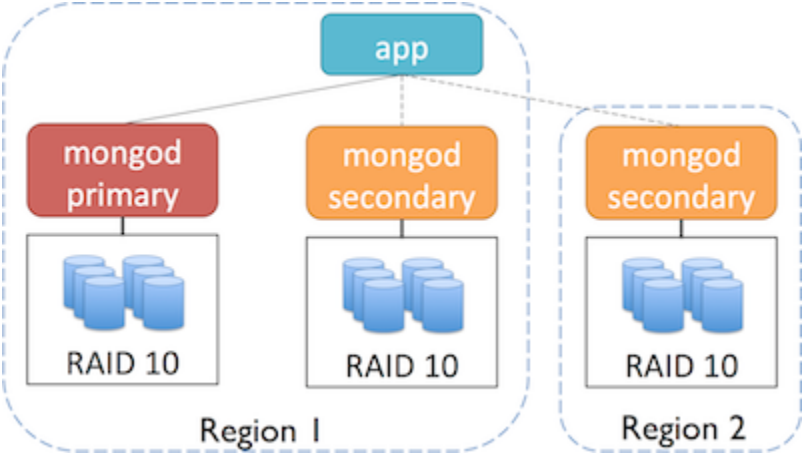 app
mongod
primary
mongod
secondary
mongod
secondary
RAID 10
RAID 10
RAID 10
Region 1
Region 2